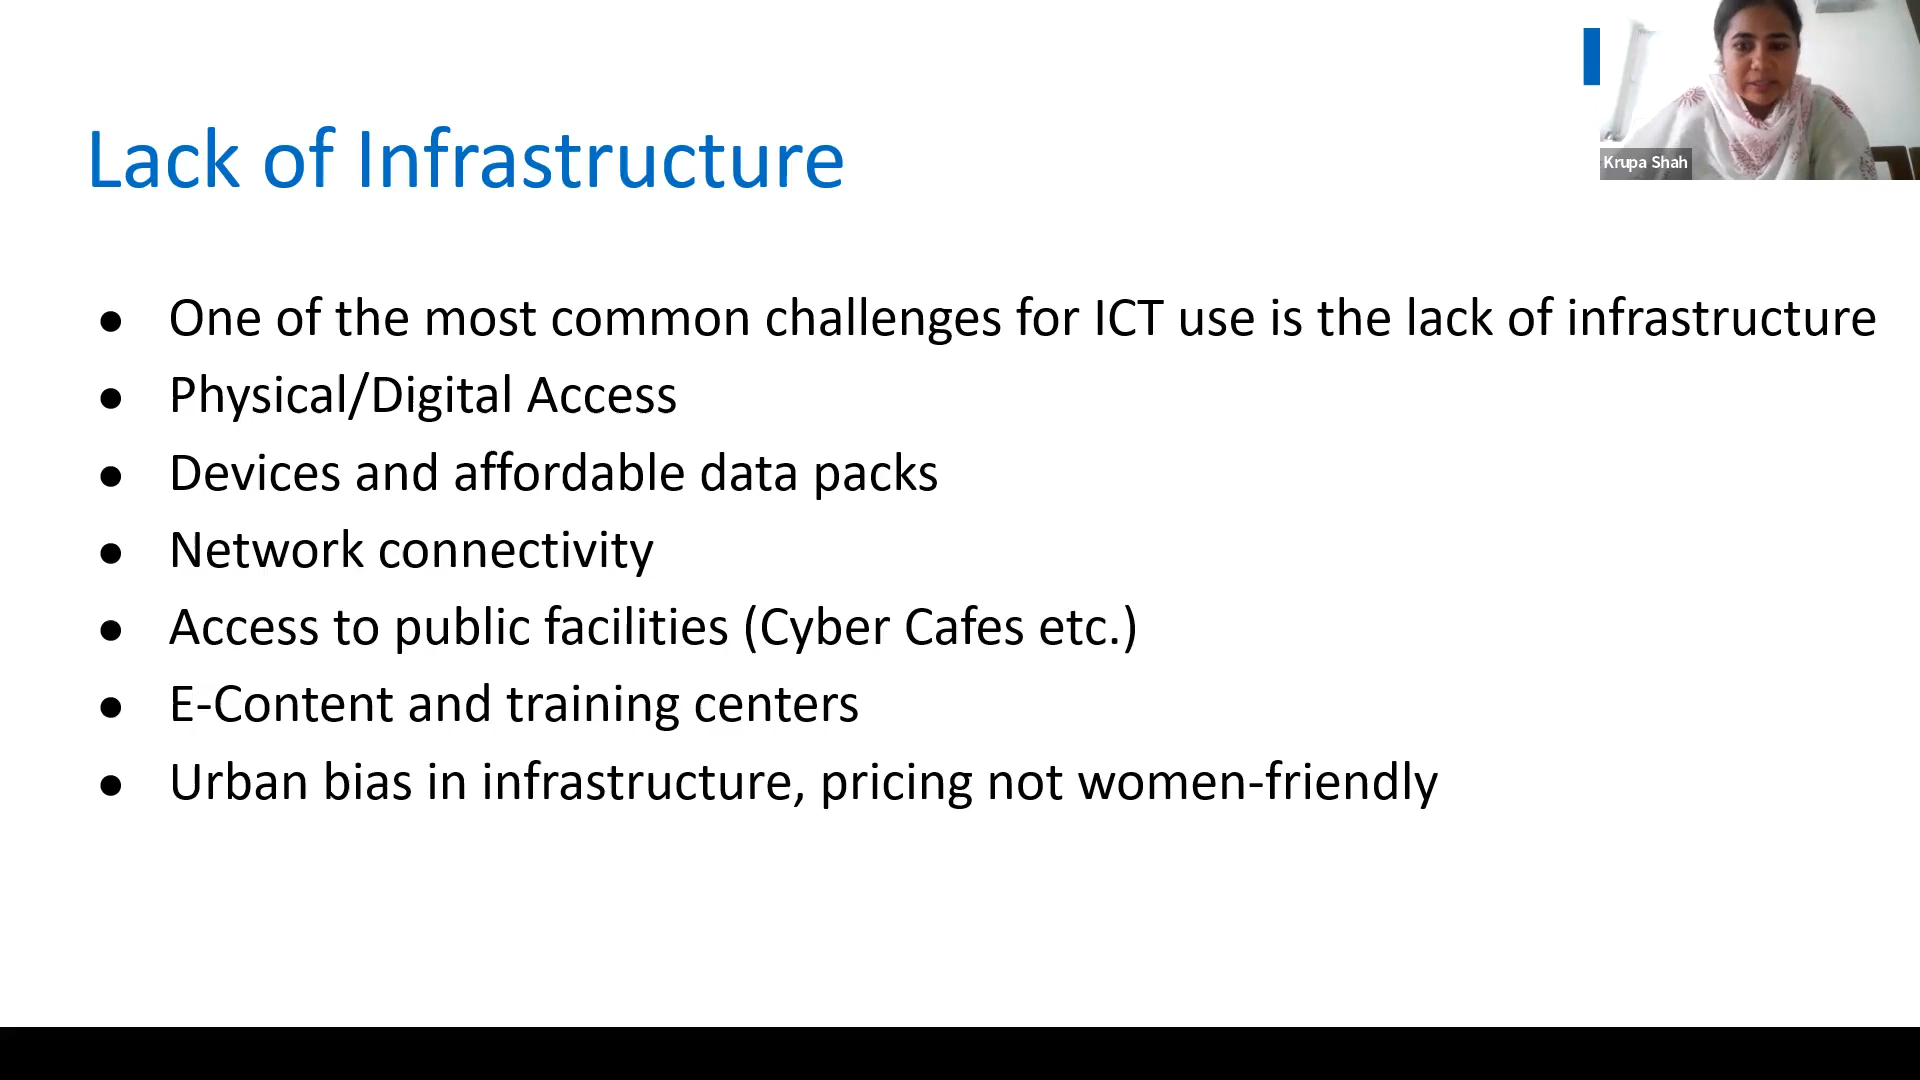 Lack of Infrastructure
Krupa Shah
● One of the most common challenges for ICT use is the lack of infrastructure
● Physical/Digital Access
● Devices and affordable data packs
● Network connectivity
● Access to public facilities (Cyber Cafes etc.)
● E-Content and training centers
● Urban bias in infrastructure, pricing not women-friendly